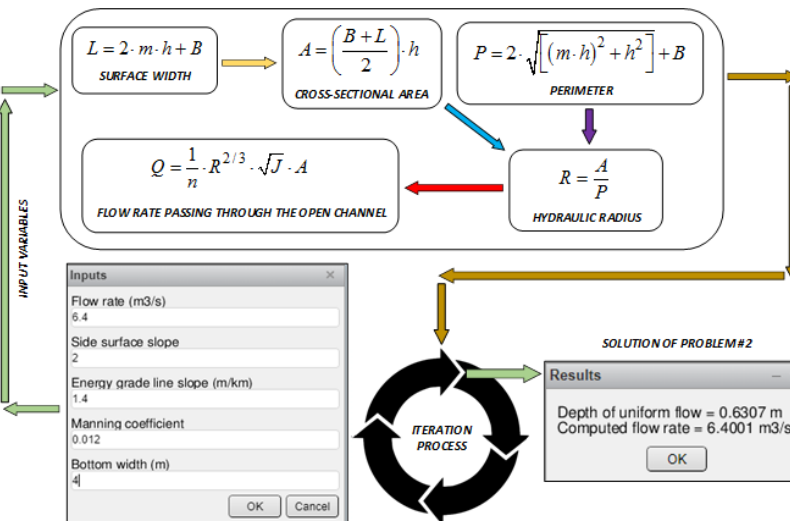 L = 2 · m · h + B
SURFACE WIDTH
A = ( (B + L) / 2 ) · h
CROSS-SECTIONAL AREA
P = 2 · √[ (m · h)² + h² ] + B
PERIMETER
Q = 1/n · R^(2/3) · √J · A
FLOW RATE PASSING THROUGH THE OPEN CHANNEL
R = A / P
HYDRAULIC RADIUS
INPUT VARIABLES
Inputs
Flow rate (m3/s)
6.4
Side surface slope
2
Energy grade line slope (m/km)
1.4
Manning coefficient
0.012
Bottom width (m)
4
OK Cancel
ITERATION
PROCESS
SOLUTION OF PROBLEM #2
Results
Depth of uniform flow = 0.6307 m
Computed flow rate = 6.4001 m3/s
OK